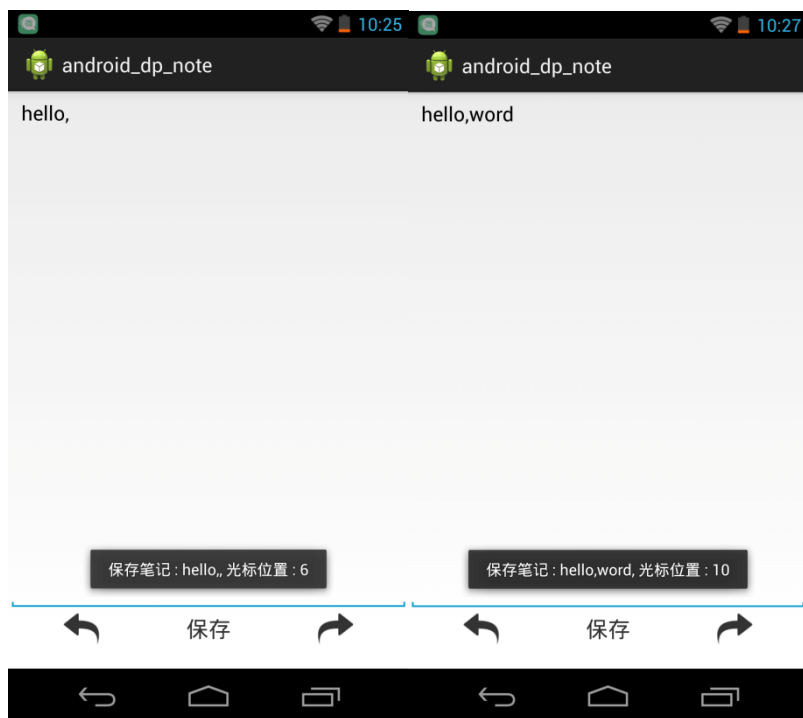 10:25
android_dp_note
hello,
保存笔记 : hello,, 光标位置 : 6
保存
10:27
android_dp_note
hello,word
保存笔记 : hello,word, 光标位置 : 10
保存